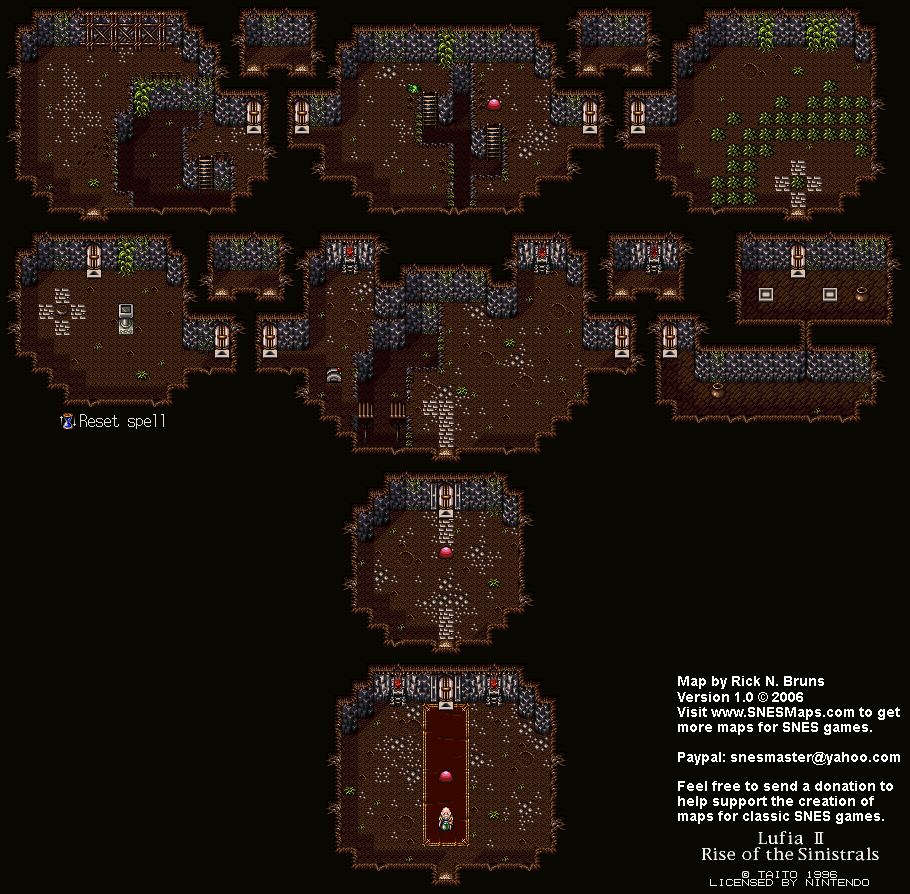 Reset spell
Map by Rick N. Bruns
Version 1.0 © 2006
Visit www.SNESMaps.com to get
more maps for SNES games.
Paypal: snesmaster@yahoo.com
Feel free to send a donation to
help support the creation of
maps for classic SNES games.
Lufia II
Rise of the Sinistrals
© TAITO 1996
LICENSED BY NINTENDO